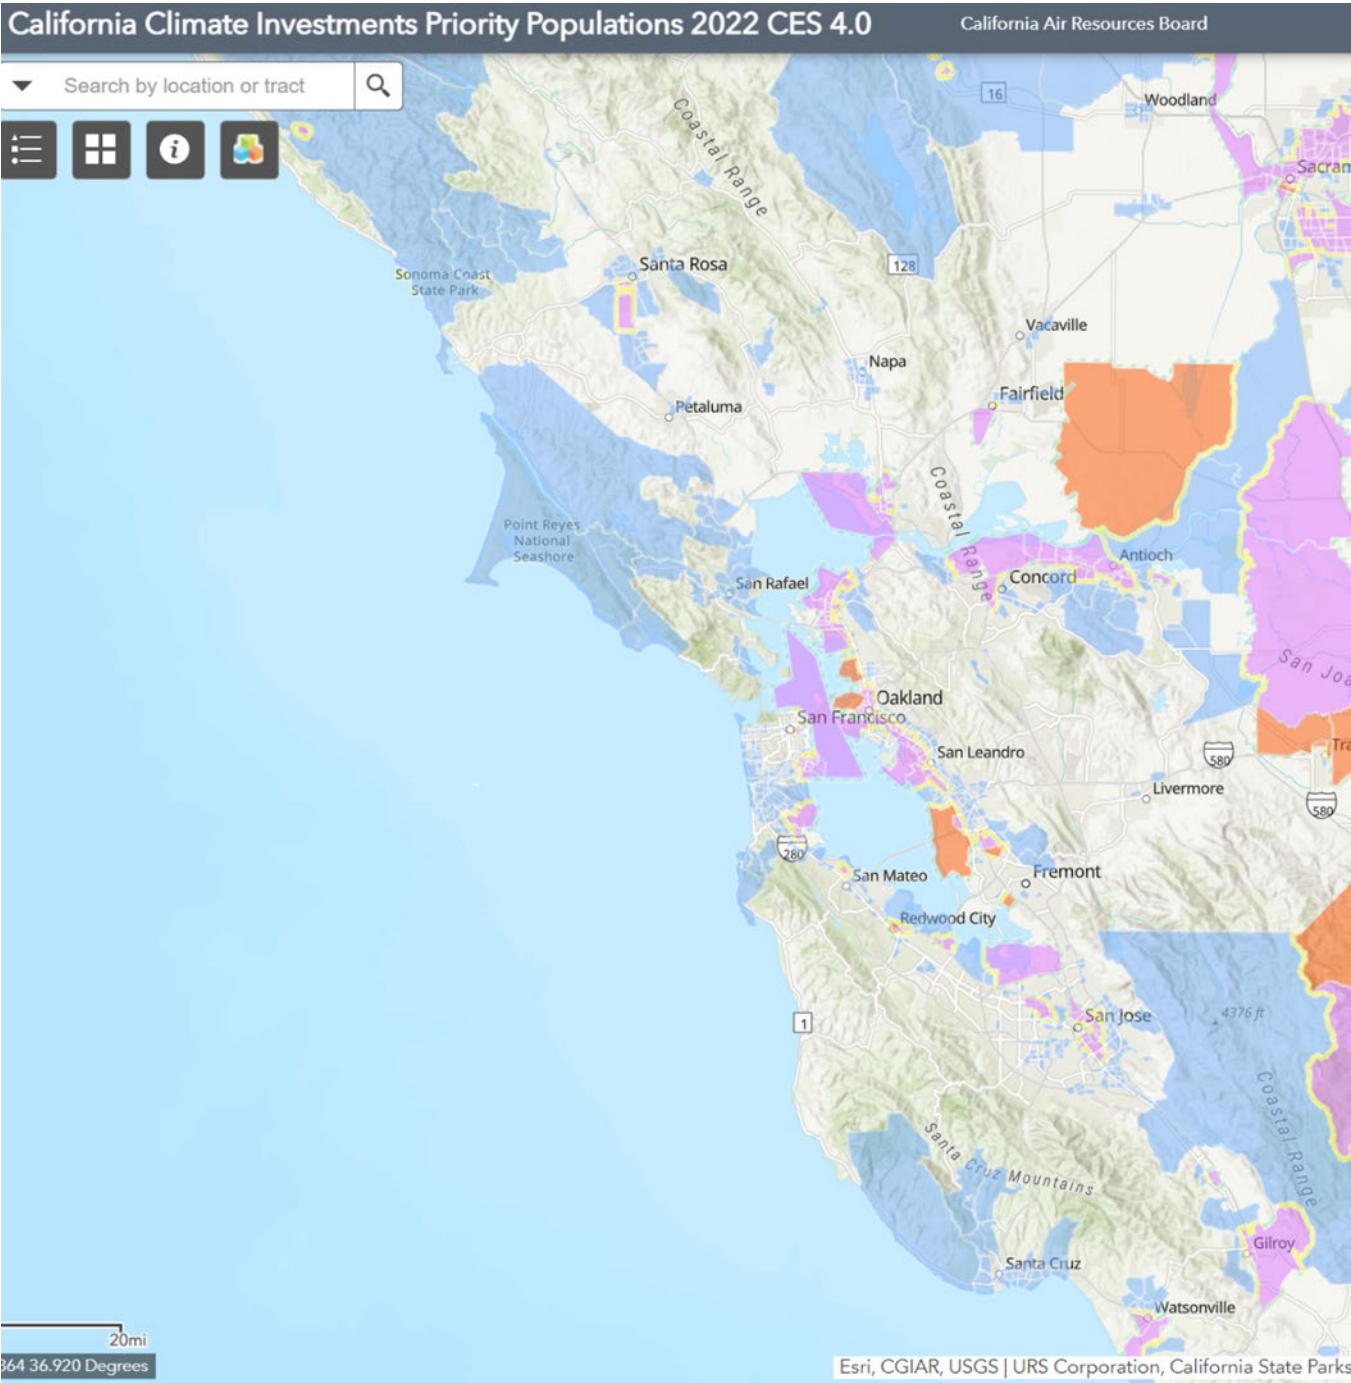 California Climate Investments Priority Populations 2022 CES 4.0
California Air Resources Board
Search by location or tract
16
Woodland
Coastal Range
Sacram
Santa Rosa
128
Sonoma Coast
State Park
Vacaville
Napa
Fairfield
Petaluma
Coastal Range
Point Reyes
National
Seashore
Antioch
Concord
San Rafael
San Joa
Oakland
San Francisco
San Leandro
580
Tra
Livermore
580
280
San Mateo
Fremont
Redwood City
1
San Jose
4376 ft
Coastal Range
Santa Cruz Mountains
Gilroy
Santa Cruz
Watsonville
20mi
364 36.920 Degrees
Esri, CGIAR, USGS | URS Corporation, California State Parks